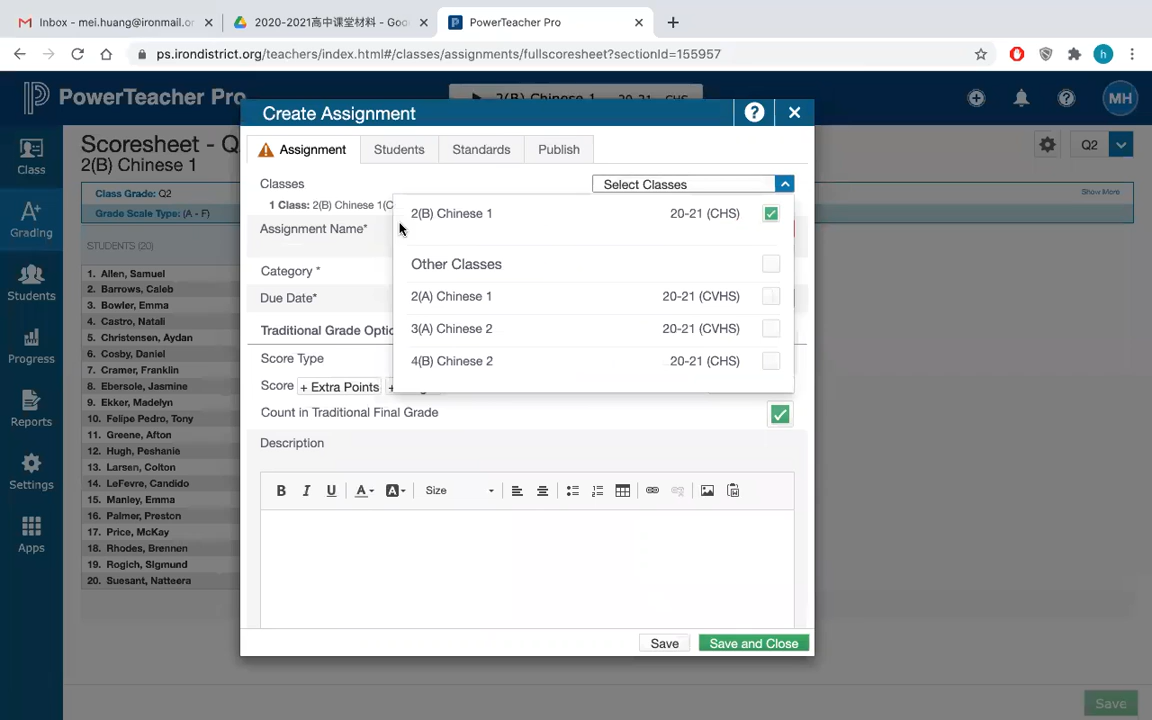 Inbox - mei.huang@ironmail.or
2020-2021高中课堂材料 - Goo
PowerTeacher Pro
ps.irondistrict.org/teachers/index.html#/classes/assignments/fullscoresheet?sectionId=155957
h
PowerTeacher Pro
2(B) Chinese 1
20-21 CHS
MH
Class
Grading
Students
Progress
Reports
Settings
Apps
Scoresheet - Q
2(B) Chinese 1
Q2
Class Grade: Q2
Show More
Grade Scale Type: (A - F)
STUDENTS (20)
1. Allen, Samuel
2. Barrows, Caleb
3. Bowler, Emma
4. Castro, Natali
5. Christensen, Aydan
6. Cosby, Daniel
7. Cramer, Franklin
8. Ebersole, Jasmine
9. Ekker, Madelyn
10. Felipe Pedro, Tony
11. Greene, Afton
12. Hugh, Peshanie
13. Larsen, Colton
14. LeFevre, Candido
15. Manley, Emma
16. Palmer, Preston
17. Price, McKay
18. Rhodes, Brennen
19. Rogich, Sigmund
20. Suesant, Natteera
Create Assignment
?
Assignment
Students
Standards
Publish
Classes
Select Classes
1 Class: 2(B) Chinese 1(C
Assignment Name*
Category *
Due Date*
Traditional Grade Optio
Score Type
Score
+ Extra Points
+
Count in Traditional Final Grade
Description
2(B) Chinese 1 20-21 (CHS)
Other Classes
2(A) Chinese 1 20-21 (CVHS)
3(A) Chinese 2 20-21 (CVHS)
4(B) Chinese 2 20-21 (CHS)
B I U A A Size
Save
Save and Close
Save